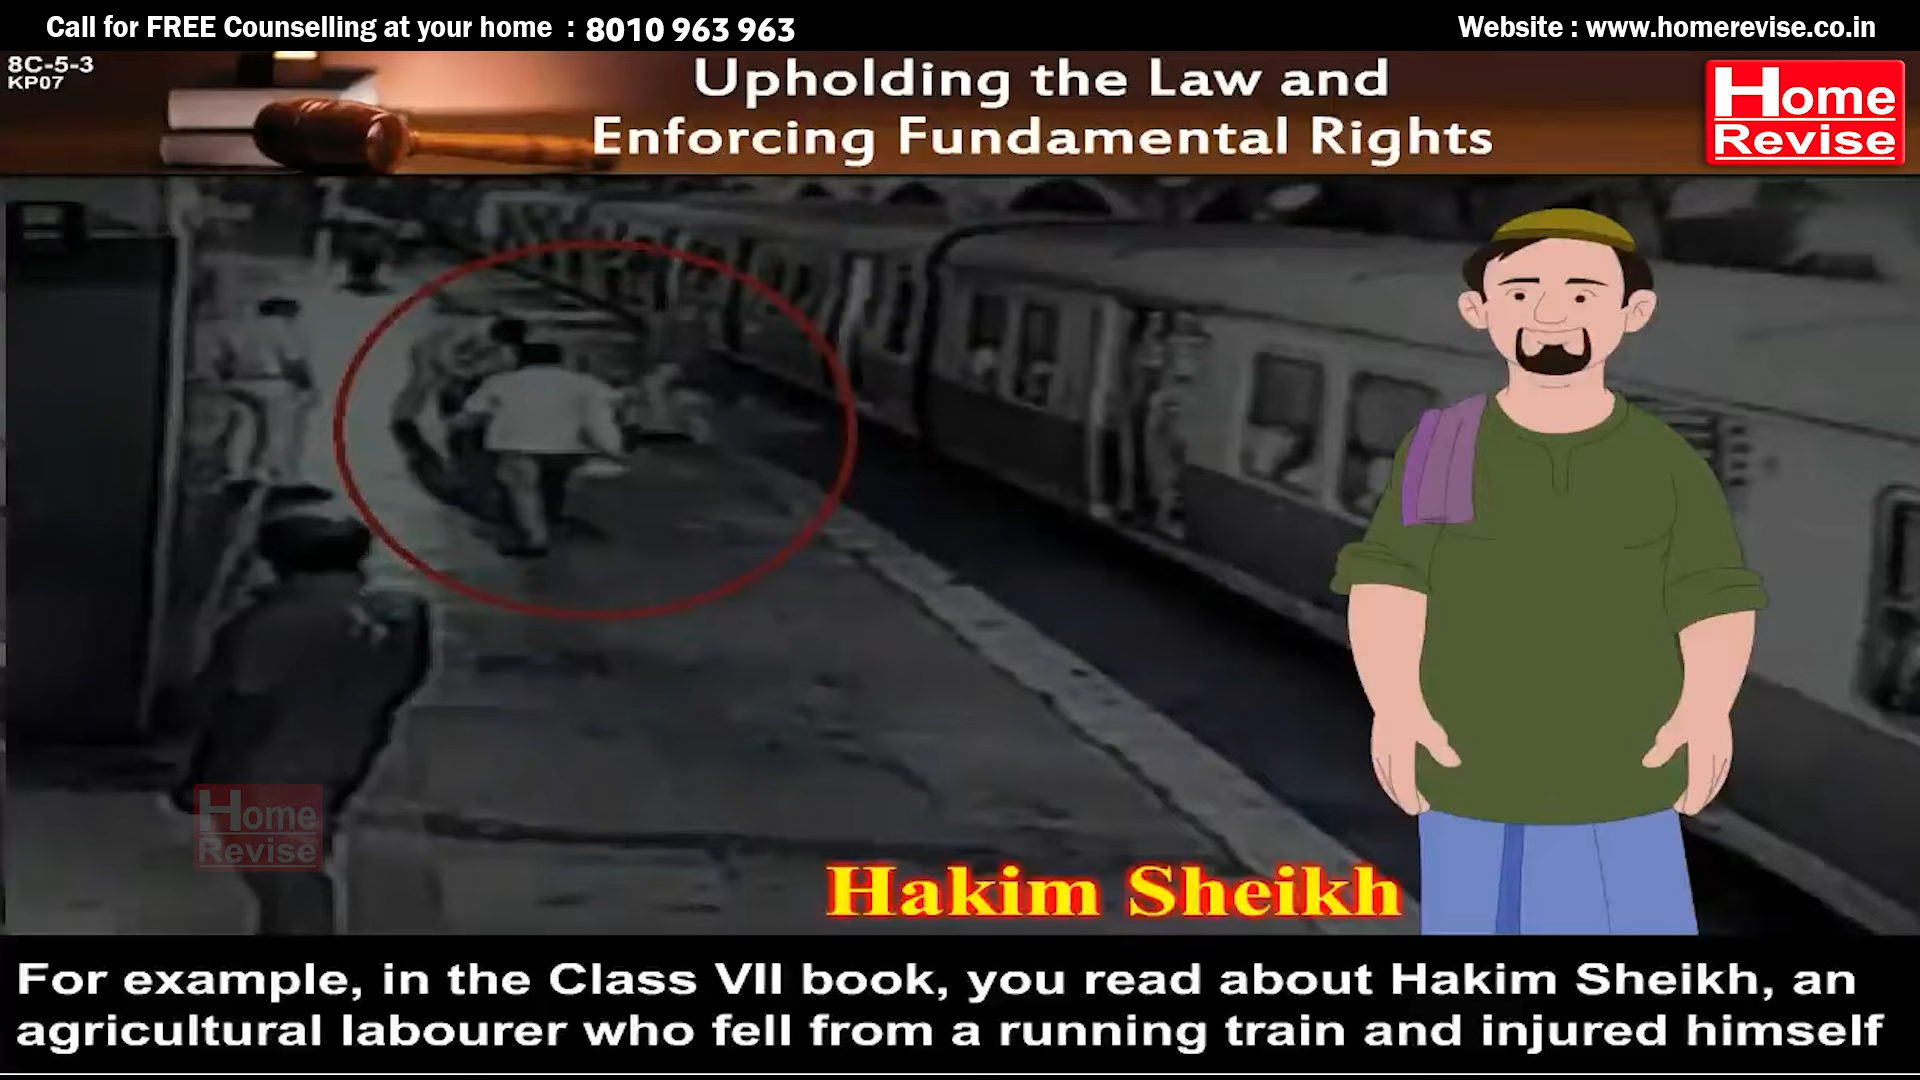 Call for FREE Counselling at your home : 8010 963 963
Website : www.homerevise.co.in
8C-5-3
KP07
Upholding the Law and
Enforcing Fundamental Rights
Home
Revise
Home
Revise
Hakim Sheikh
For example, in the Class VII book, you read about Hakim Sheikh, an
agricultural labourer who fell from a running train and injured himself